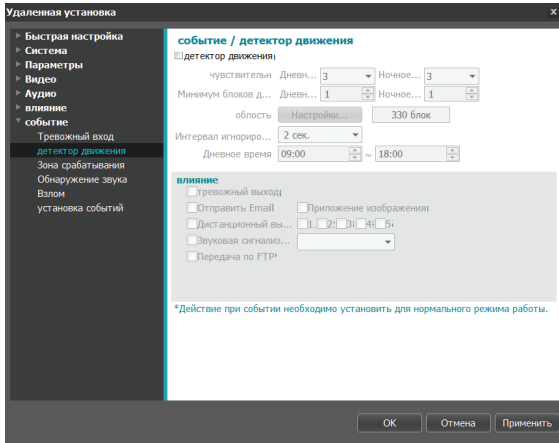 Удаленная установка x
Быстрая настройка
Система
Параметры
Видео
Аудио
влияние
событие
Тревожный вход
детектор движения
Зона срабатывания
Обнаружение звука
Взлом
установка событий
событие / детектор движения
детектор движения
чувствительн Дневн... 3 Ночное... 3
Минимум блоков д... Дневн... 1 Ночное... 1
облость Настройки... 330 блок
Интервал игнориро... 2 сек.
Дневное время 09:00 ~ 18:00
влияние
тревожный выход
Отправить Email Приложение изображения
Дистанционный вы... 1 2 3 4 5
Звуковая сигнализ...
Передача по FTP
*Действие при событии необходимо установить для нормального режима работы.
OK Отмена Применить